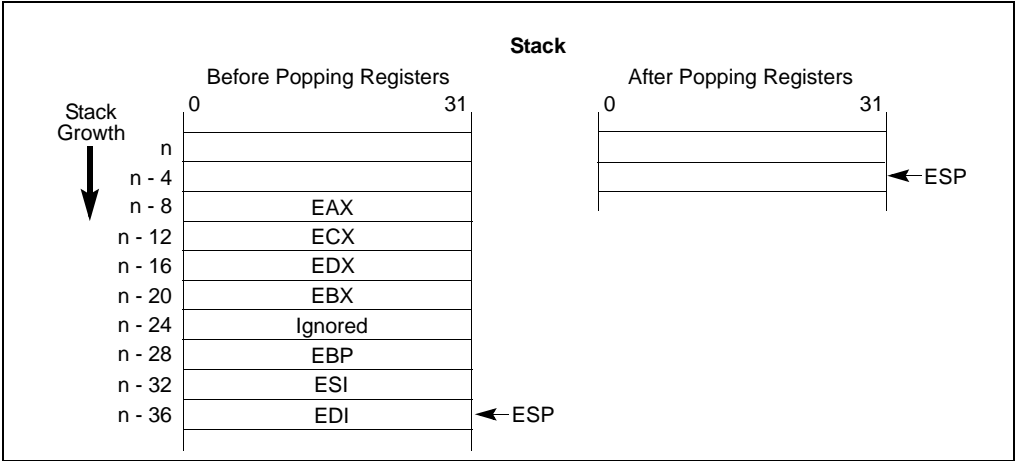 Stack
Before Popping Registers After Popping Registers
0 31 0 31
Stack
Growth
n
n - 4 ESP
n - 8 EAX
n - 12 ECX
n - 16 EDX
n - 20 EBX
n - 24 Ignored
n - 28 EBP
n - 32 ESI
n - 36 EDI ESP